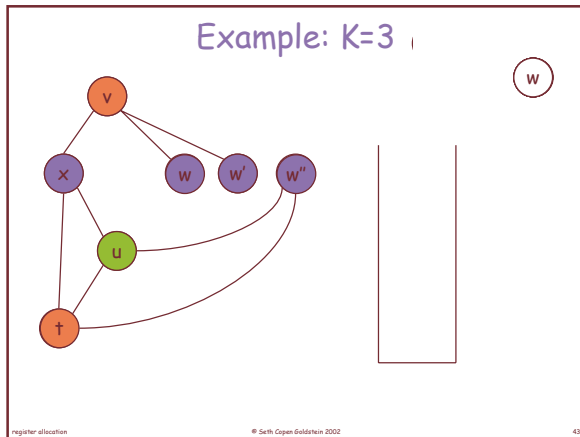 Example: K=3 (
w
v
x
w
w'
w"
u
t
register allocation
© Seth Copen Goldstein 2002
43